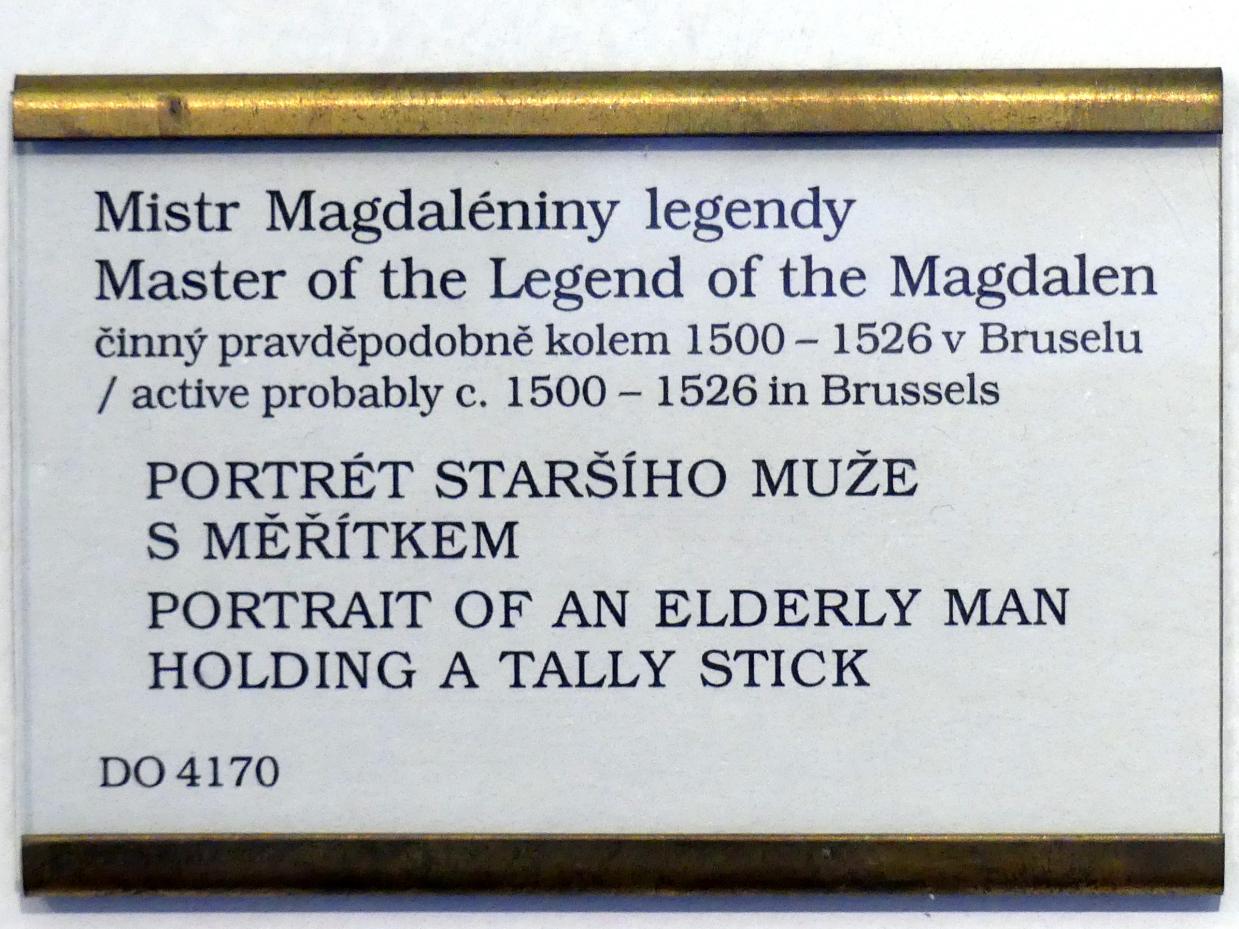 Mistr Magdaléniny legendy
Master of the Legend of the Magdalen
činný pravděpodobně kolem 1500 – 1526 v Bruselu
/ active probably c. 1500 – 1526 in Brussels
PORTRÉT STARŠÍHO MUŽE
S MĚŘÍTKEM
PORTRAIT OF AN ELDERLY MAN
HOLDING A TALLY STICK
DO 4170